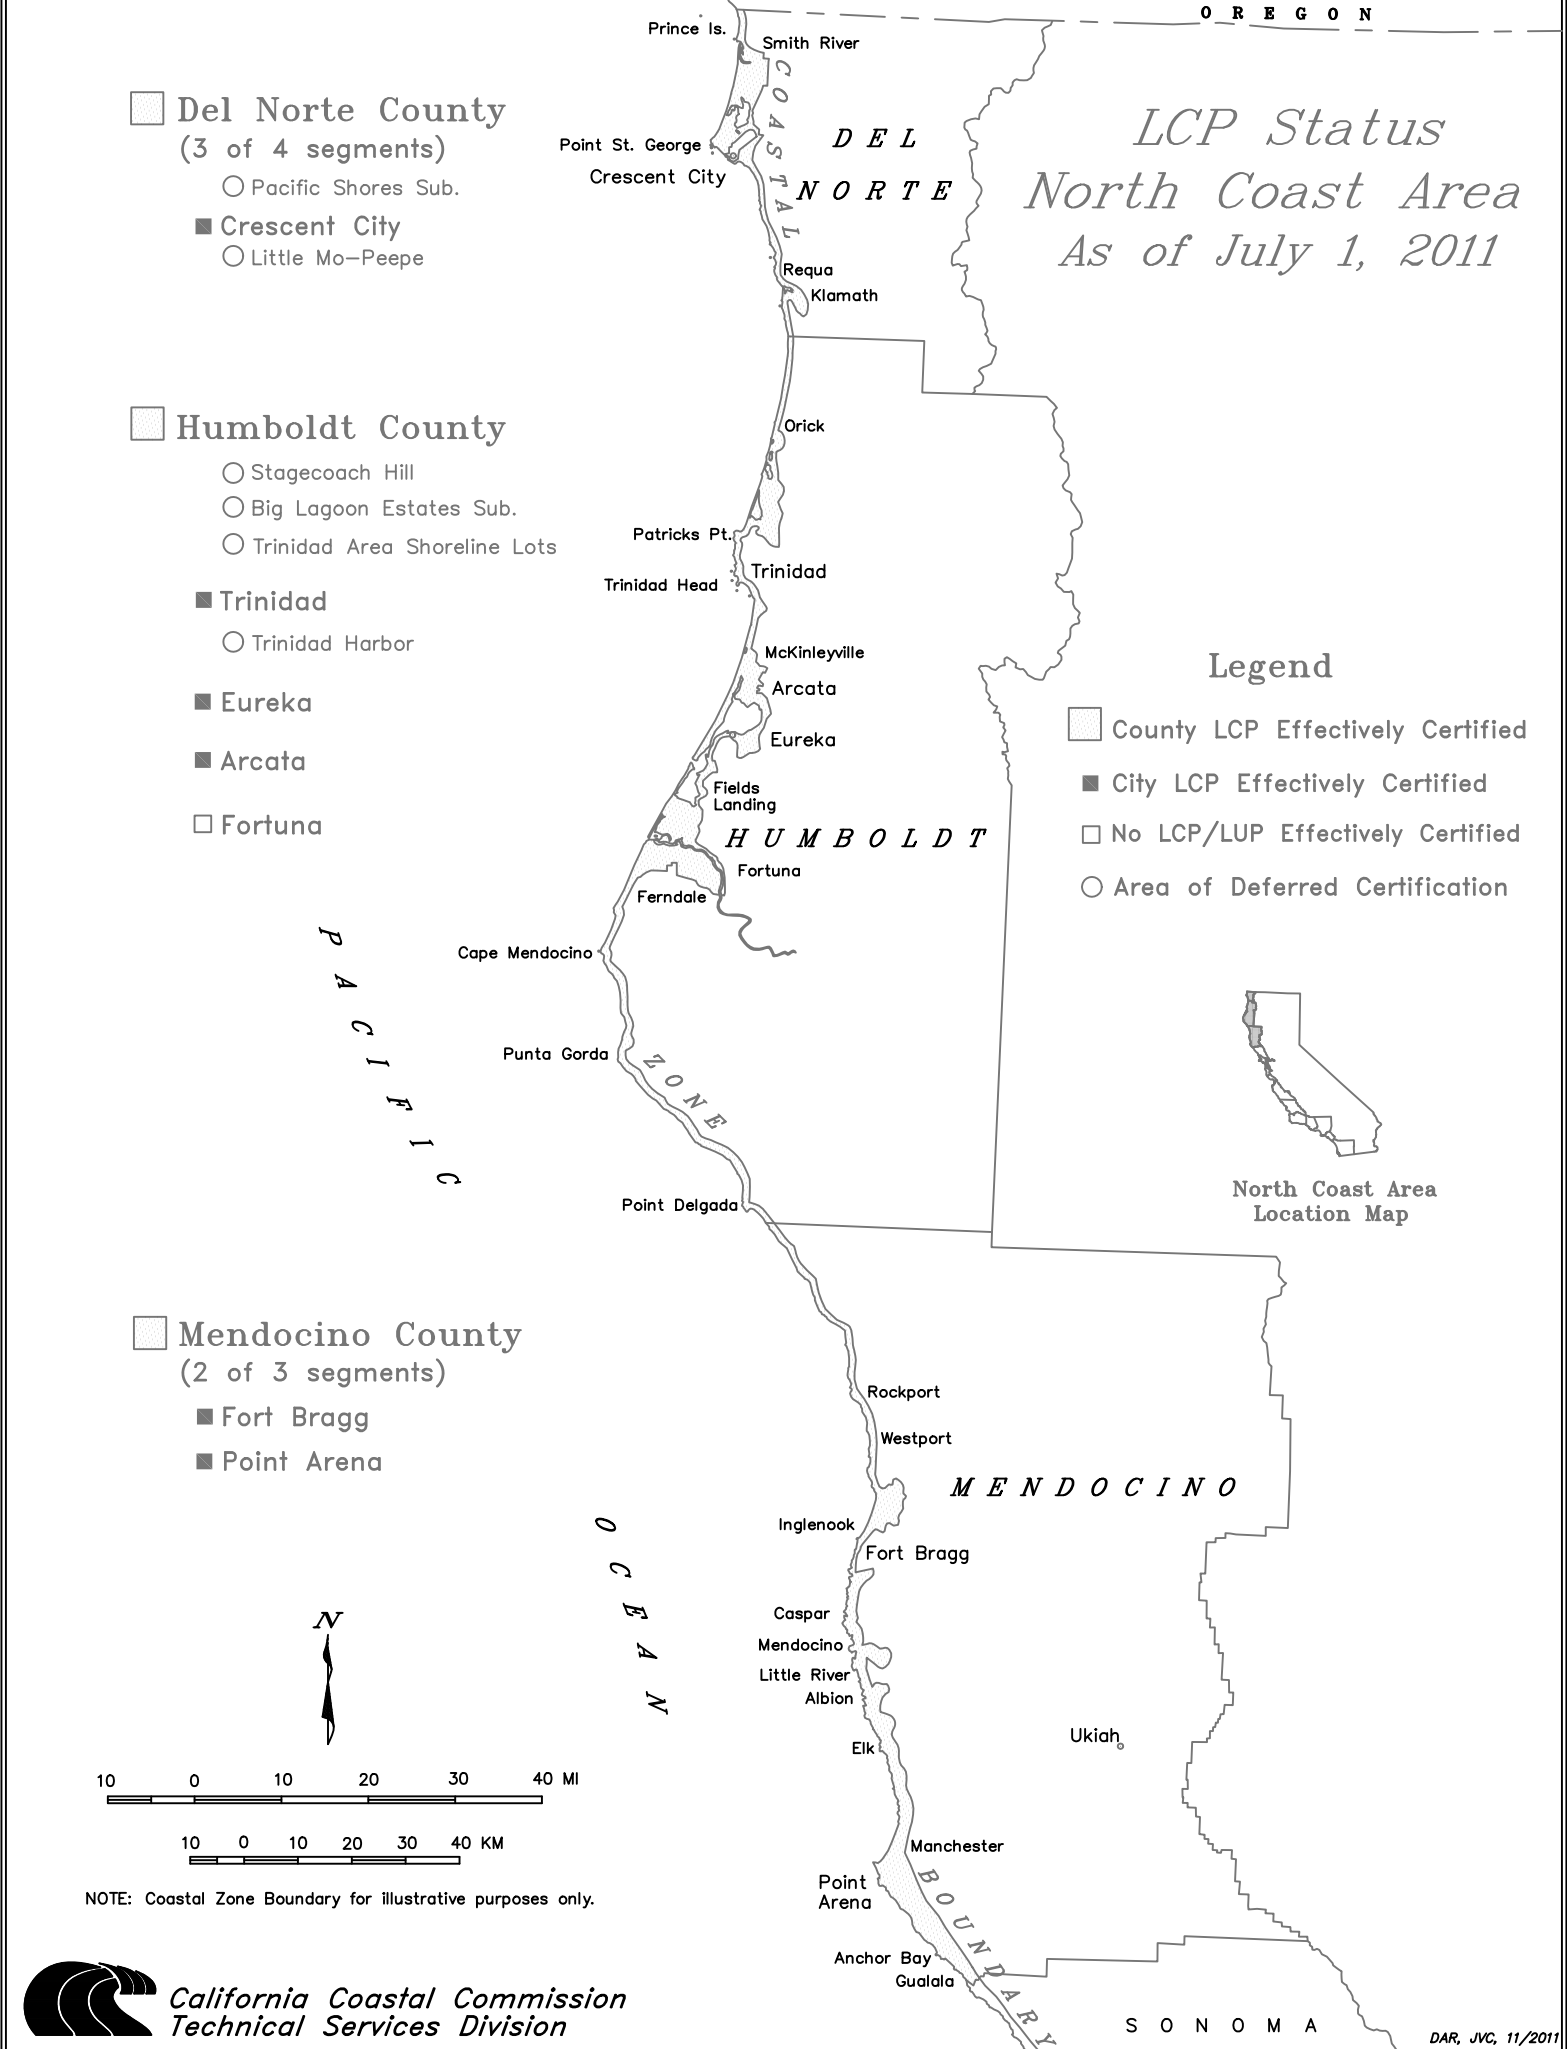 OREGON
Prince Is.
Smith River
COASTAL
Del Norte County
(3 of 4 segments)
Pacific Shores Sub.
Crescent City
Little Mo-Peepe
Point St. George
Crescent City
DEL
NORTE
LCP Status
North Coast Area
As of July 1, 2011
Requa
Klamath
Humboldt County
Stagecoach Hill
Big Lagoon Estates Sub.
Trinidad Area Shoreline Lots
Trinidad
Trinidad Harbor
Eureka
Arcata
Fortuna
Orick
Patricks Pt.
Trinidad
Trinidad Head
McKinleyville
Arcata
Eureka
Fields
Landing
HUMBOLDT
Fortuna
Ferndale
Legend
County LCP Effectively Certified
City LCP Effectively Certified
No LCP/LUP Effectively Certified
Area of Deferred Certification
PACIFIC
Cape Mendocino
Punta Gorda
ZONE
Point Delgada
North Coast Area
Location Map
Mendocino County
(2 of 3 segments)
Fort Bragg
Point Arena
Rockport
Westport
MENDOCINO
Inglenook
Fort Bragg
OCEAN
Caspar
Mendocino
Little River
Albion
Elk
Ukiah
N
10 0 10 20 30 40 MI
10 0 10 20 30 40 KM
NOTE: Coastal Zone Boundary for illustrative purposes only.
Manchester
Point
Arena
BOUNDARY
Anchor Bay
Gualala
SONOMA
California Coastal Commission
Technical Services Division
DAR, JVC, 11/2011